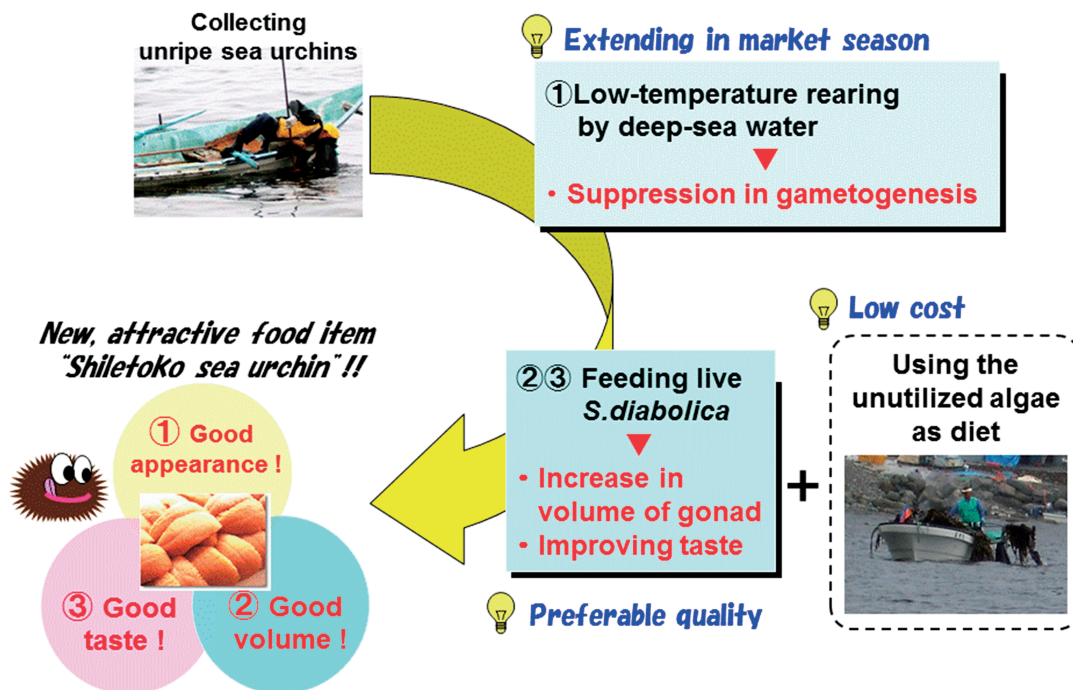 Collecting
unripe sea urchins
Extending in market season
①Low-temperature rearing
by deep-sea water
• Suppression in gametogenesis
Low cost
Using the
unutilized algae
as diet
②③ Feeding live
S.diabolica
• Increase in
volume of gonad
• Improving taste
+
Preferable quality
New, attractive food item
"Shiletoko sea urchin"!!
① Good
appearance !
③ Good
taste !
② Good
volume !